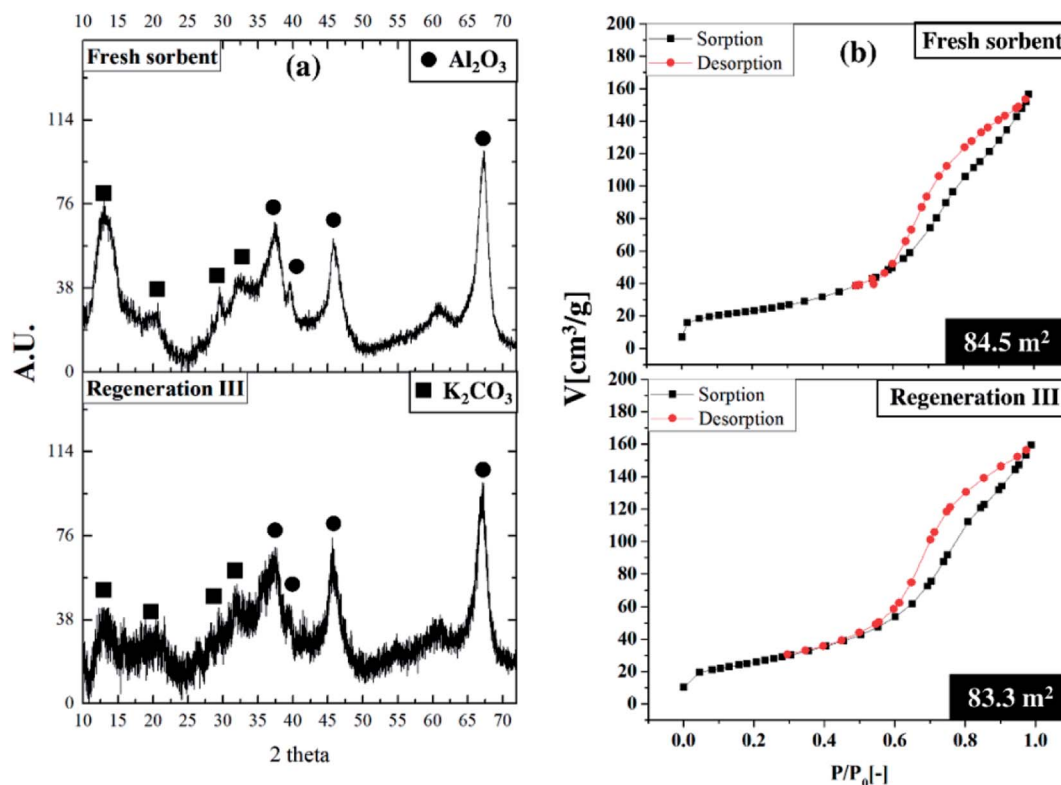 10 15 20 25 30 35 40 45 50 55 60 65 70
Fresh sorbent
(a)
● Al₂O₃
114
76
38
0
A.U.
Regeneration III
■ K₂CO₃
114
76
38
0
10 15 20 25 30 35 40 45 50 55 60 65 70
2 theta
200
180
160
140
120
100
80
60
40
20
0
Sorption
Desorption
(b)
Fresh sorbent
84.5 m²
V[cm³/g]
200
180
160
140
120
100
80
60
40
20
0
Sorption
Desorption
Regeneration III
83.3 m²
0.0 0.2 0.4 0.6 0.8 1.0
P/P₀[-]